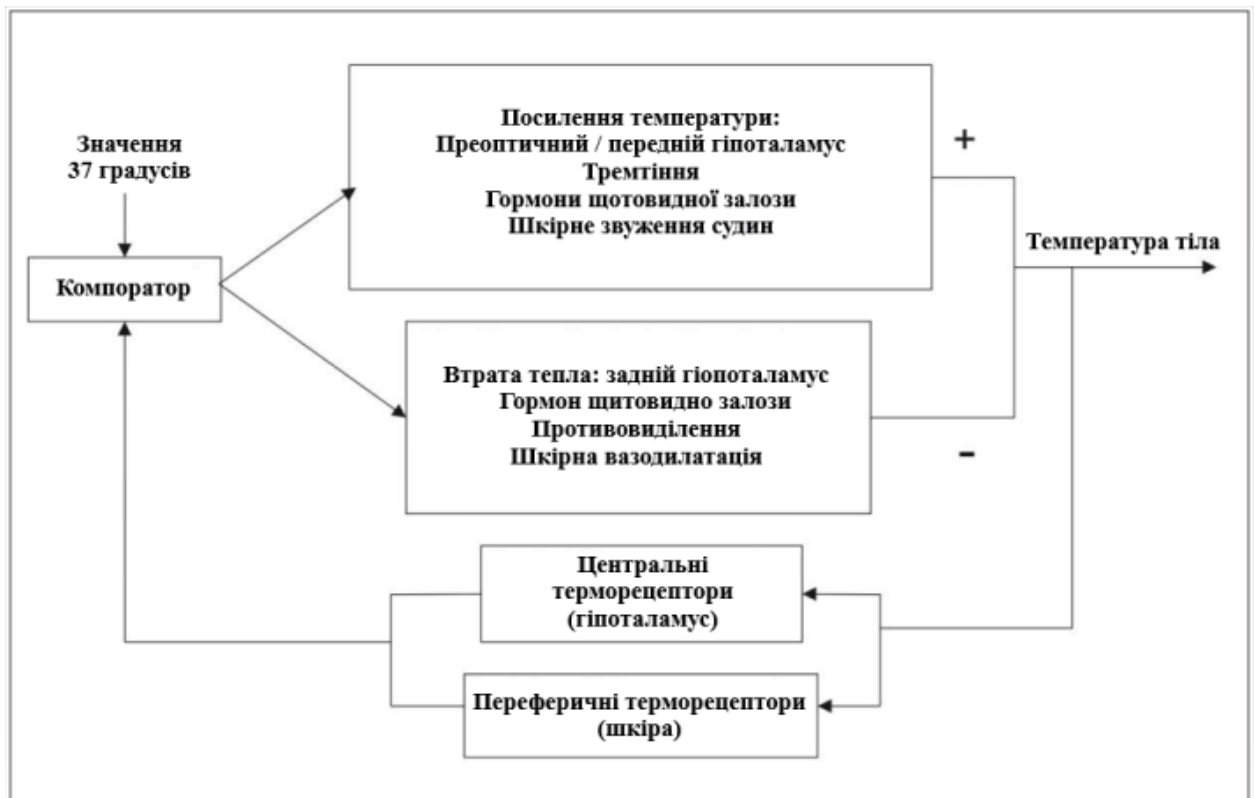 Посилення температури:
Преоптичний / передній гіпоталамус
Тремтіння
Гормони щотовидної залози
Шкірне звуження судин
+
Значення
37 градусів
Температура тіла
Компоратор
Втрата тепла: задній гіопоталамус
Гормон щитовидно залози
Противовиділення
Шкірна вазодилатація
-
Центральні
терморецептори
(гіпоталамус)
Переферичні терморецептори
(шкіра)